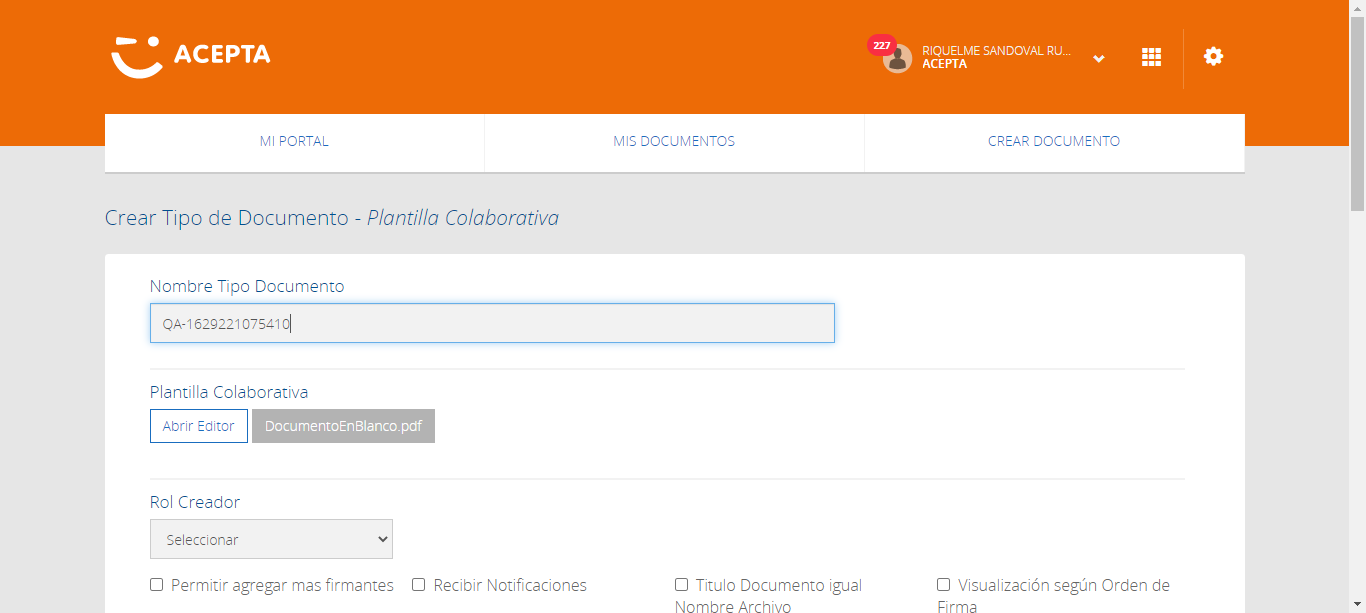 ACEPTA
227
RIQUELME SANDOVAL RU...
ACEPTA
MI PORTAL
MIS DOCUMENTOS
CREAR DOCUMENTO
Crear Tipo de Documento - Plantilla Colaborativa
Nombre Tipo Documento
QA-1629221075410
Plantilla Colaborativa
Abrir Editor
DocumentoEnBlanco.pdf
Rol Creador
Seleccionar
Permitir agregar mas firmantes
Recibir Notificaciones
Titulo Documento igual
Nombre Archivo
Visualización según Orden de
Firma